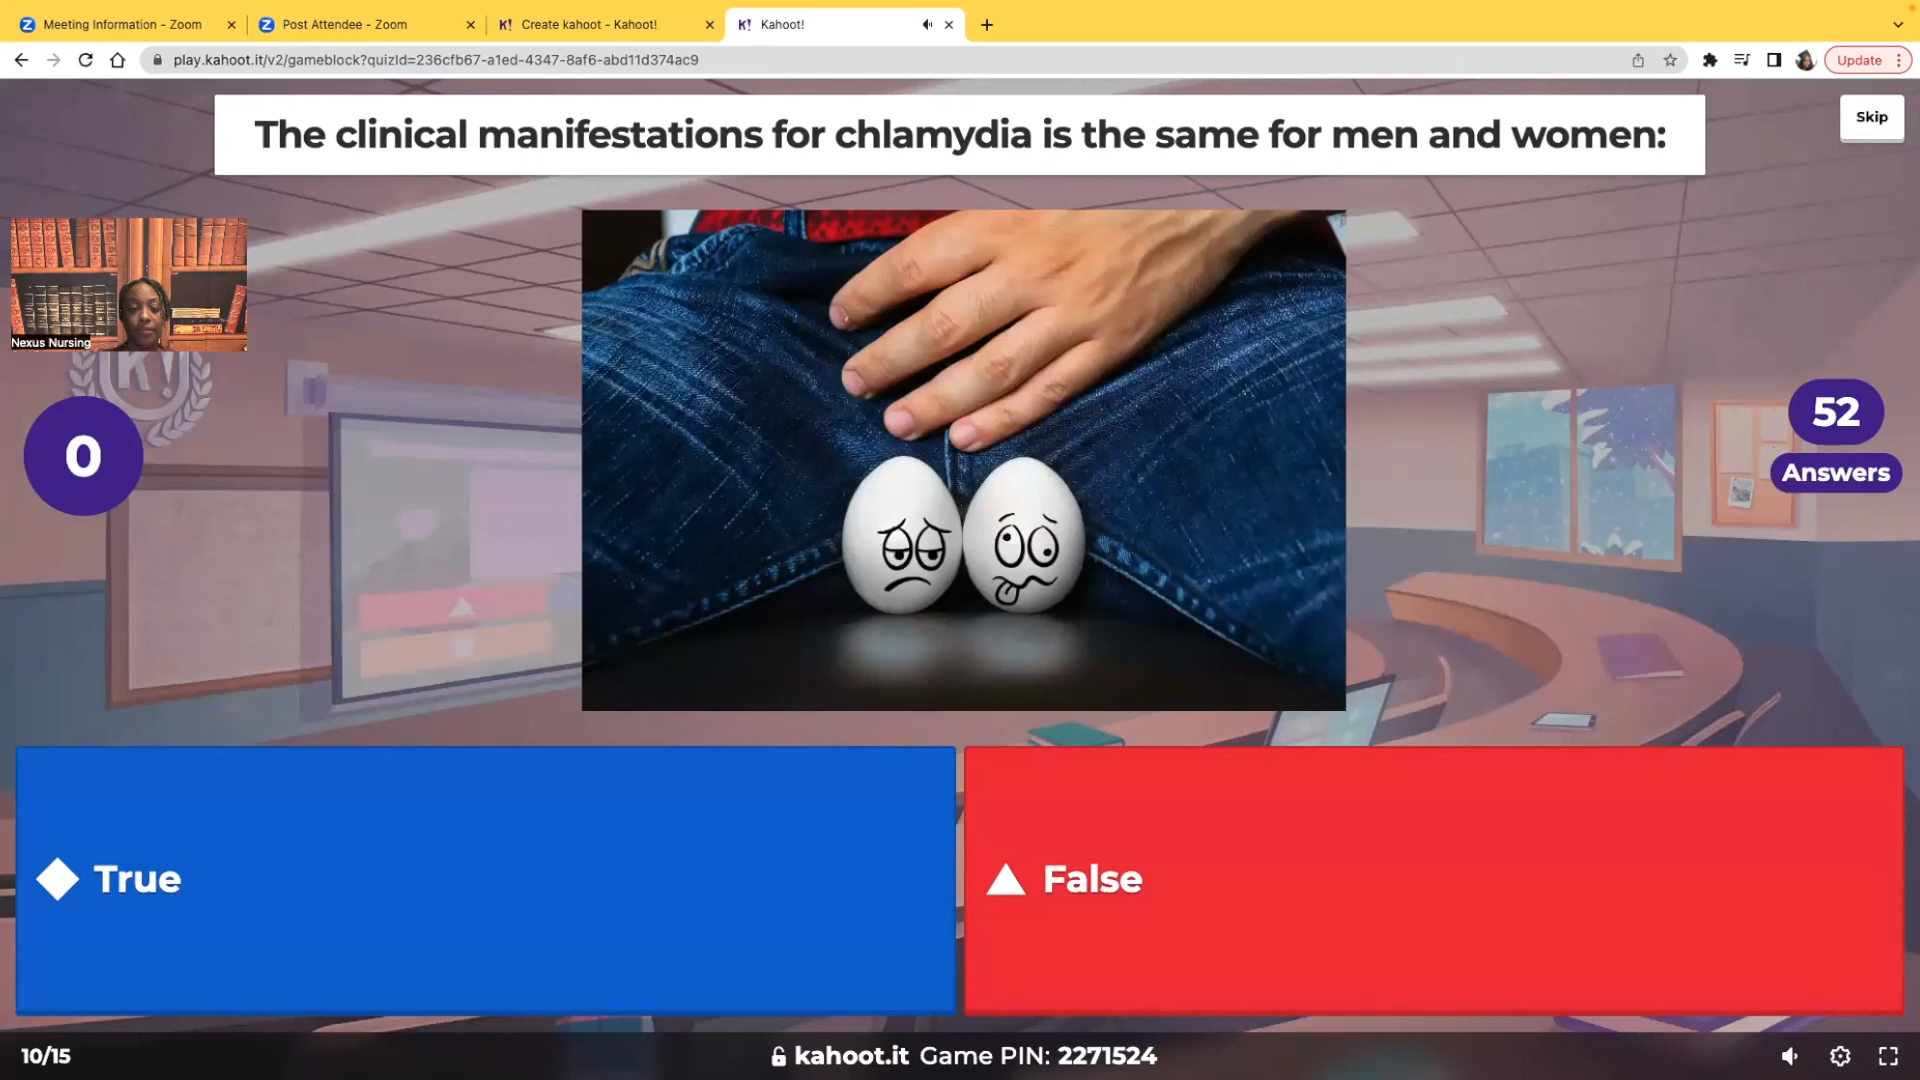 Meeting Information - Zoom
Post Attendee - Zoom
K! Create kahoot - Kahoot!
K! Kahoot!
play.kahoot.it/v2/gameblock?quizId=236cfb67-a1ed-4347-8af6-abd11d374ac9
Update
The clinical manifestations for chlamydia is the same for men and women:
Skip
Nexus Nursing
K!
0
52
Answers
True
False
10/15
kahoot.it Game PIN: 2271524